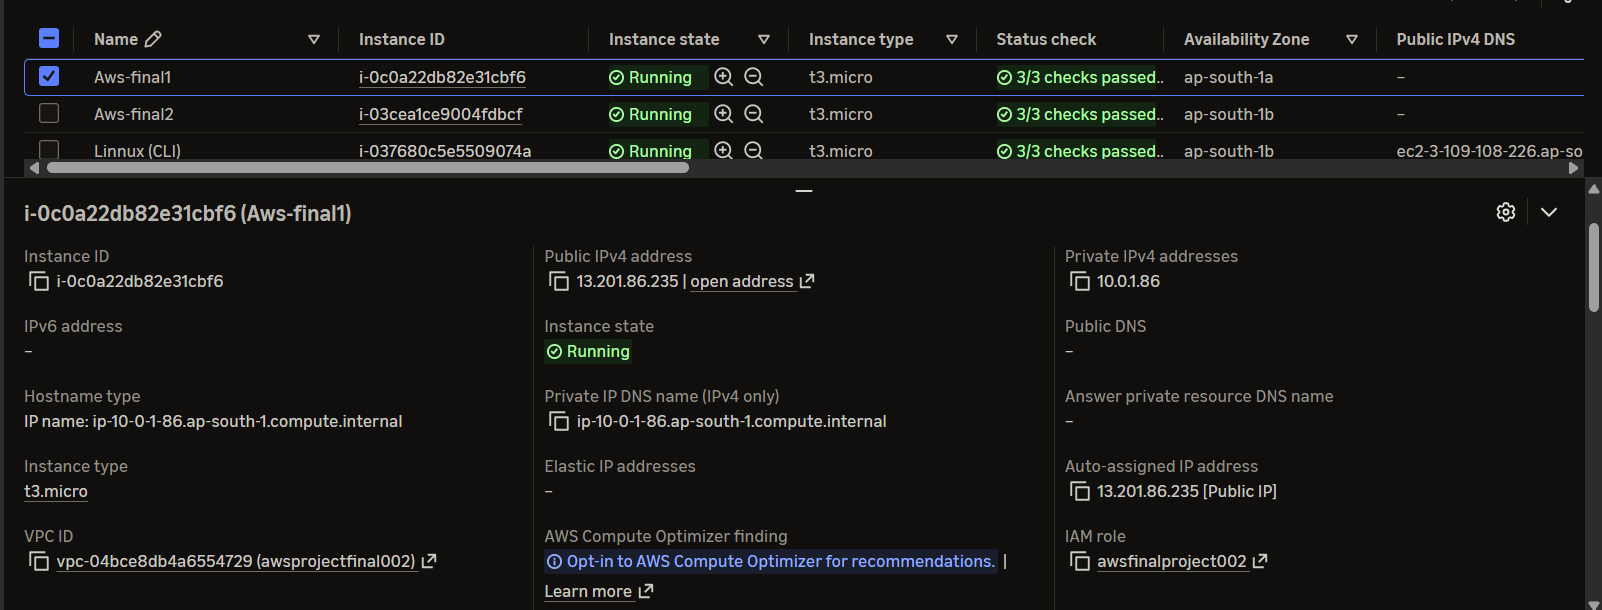 Name Instance ID Instance state Instance type Status check Availability Zone Public IPv4 DNS
Aws-final1 i-0c0a22db82e31cbf6 Running t3.micro 3/3 checks passed.. ap-south-1a –
Aws-final2 i-03cea1ce9004fdbcf Running t3.micro 3/3 checks passed.. ap-south-1b –
Linnux (CLI) i-037680c5e5509074a Running t3.micro 3/3 checks passed.. ap-south-1b ec2-3-109-108-226.ap-so
i-0c0a22db82e31cbf6 (Aws-final1)
Instance ID Public IPv4 address Private IPv4 addresses
i-0c0a22db82e31cbf6 13.201.86.235 | open address 10.0.1.86
IPv6 address Instance state Public DNS
– Running –
Hostname type Private IP DNS name (IPv4 only) Answer private resource DNS name
IP name: ip-10-0-1-86.ap-south-1.compute.internal ip-10-0-1-86.ap-south-1.compute.internal –
Instance type Elastic IP addresses Auto-assigned IP address
t3.micro – 13.201.86.235 [Public IP]
VPC ID AWS Compute Optimizer finding IAM role
vpc-04bce8db4a6554729 (awsprojectfinal002) Opt-in to AWS Compute Optimizer for recommendations. | awsfinalproject002
Learn more